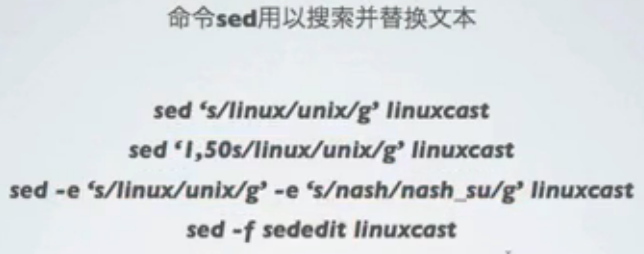 命令sed用以搜索并替换文本
sed ‘s/linux/unix/g’ linuxcast
sed ‘1,50s/linux/unix/g’ linuxcast
sed -e ‘s/linux/unix/g’ -e ‘s/nash/nash_su/g’ linuxcast
sed -f sededit linuxcast